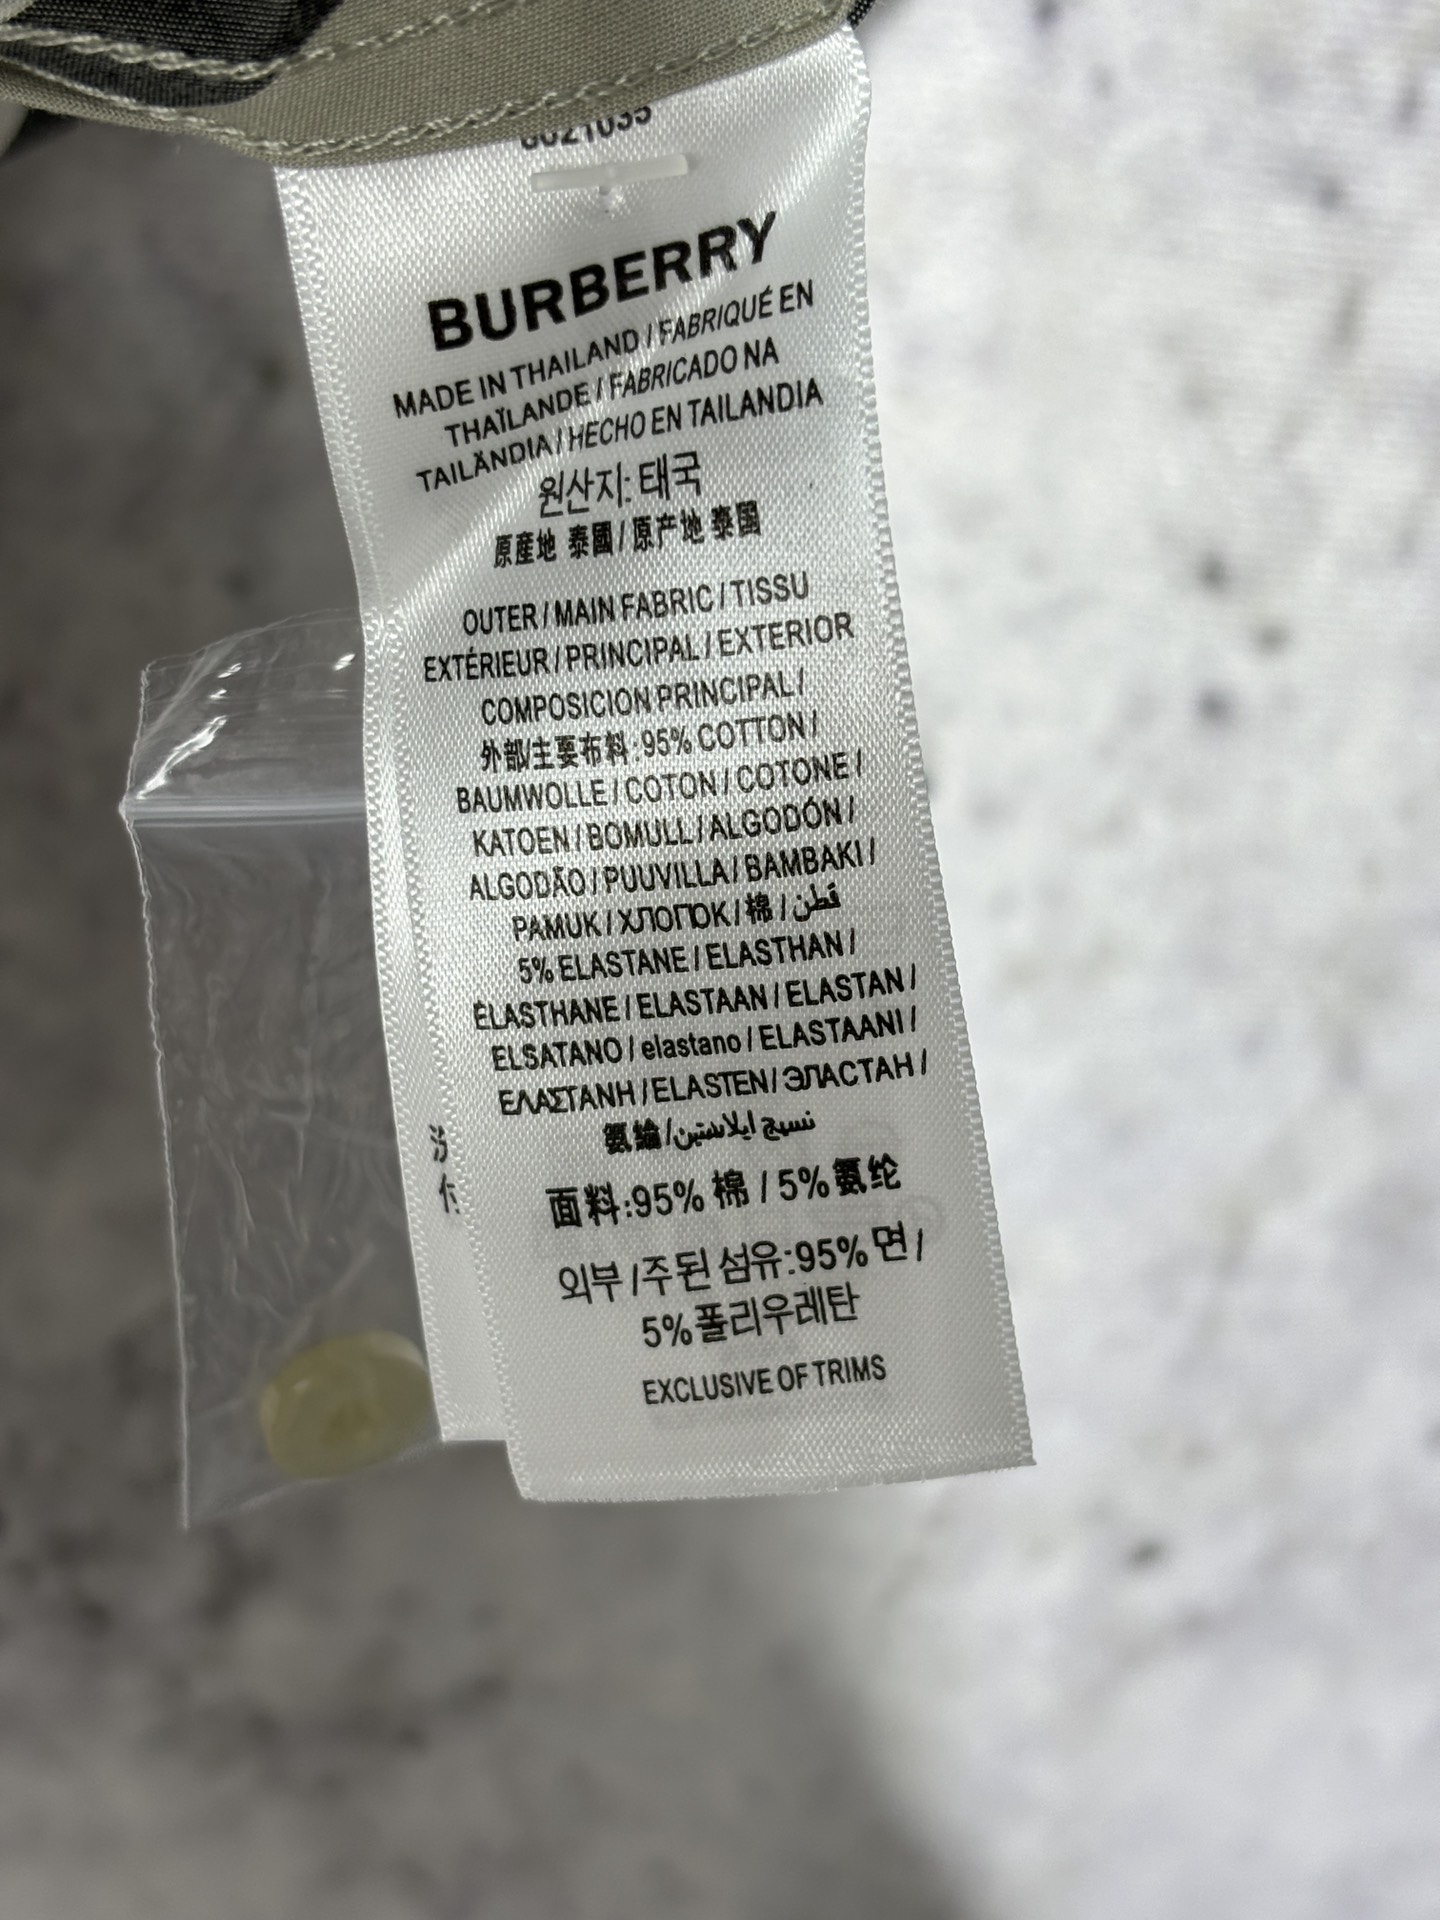 8021035
BURBERRY
MADE IN THAILAND / FABRIQUÉ EN
THAÏLANDE / FABRICADO NA
TAILÂNDIA / HECHO EN TAILANDIA
원산지: 태국
原産地 泰國 / 原产地 泰国
OUTER / MAIN FABRIC / TISSU
EXTÉRIEUR / PRINCIPAL / EXTERIOR
COMPOSICION PRINCIPAL /
外部/主要布料:95% COTTON /
BAUMWOLLE / COTON / COTONE /
KATOEN / BOMULL / ALGODÓN /
ALGODÃO / PUUVILLA / BAMBAKI /
PAMUK / ХЛОПОК / 棉 / قطن
5% ELASTANE / ELASTHAN /
ÉLASTHANE / ELASTAAN / ELASTAN /
ELSATANO / elastano / ELASTAANI /
ΕΛΑΣΤΑΝΗ / ELASTEN / ЭЛАСТАН /
氨綸/نسيج ايلاستين
面料:95% 棉 / 5% 氨纶
외부 /주된 섬유:95% 면 /
5% 폴리우레탄
EXCLUSIVE OF TRIMS